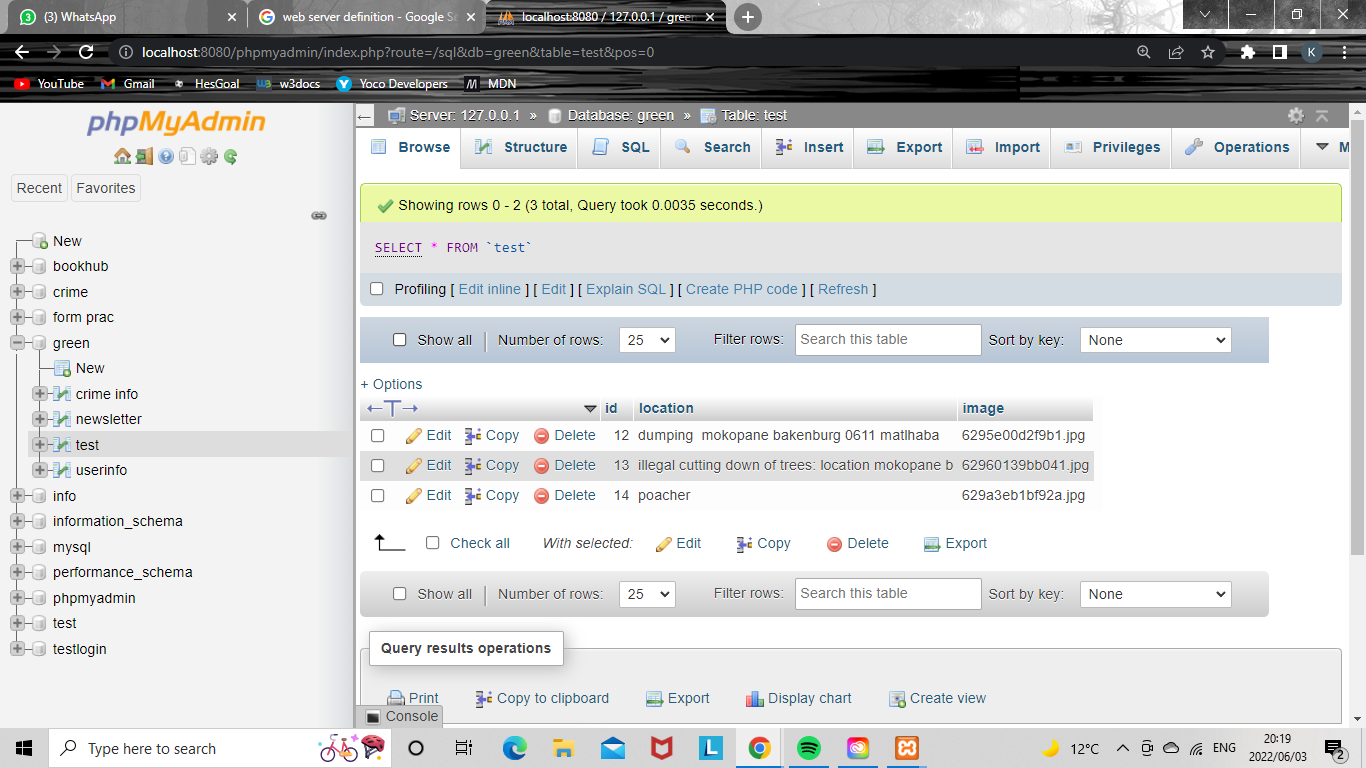 (3) WhatsApp
web server definition - Google Se
localhost:8080 / 127.0.0.1 / gree
localhost:8080/phpmyadmin/index.php?route=/sql&db=green&table=test&pos=0
K
YouTube Gmail HesGoal w3docs Yoco Developers MDN
phpMyAdmin
Recent Favorites
New
bookhub
crime
form prac
green
New
crime info
newsletter
test
userinfo
info
information_schema
mysql
performance_schema
phpmyadmin
test
testlogin
Server: 127.0.0.1 » Database: green » Table: test
Browse Structure SQL Search Insert Export Import Privileges Operations M
Showing rows 0 - 2 (3 total, Query took 0.0035 seconds.)
SELECT * FROM `test`
Profiling [ Edit inline ] [ Edit ] [ Explain SQL ] [ Create PHP code ] [ Refresh ]
Show all Number of rows: 25 Filter rows: Search this table Sort by key: None
+ Options
←T→ id location image
Edit Copy Delete 12 dumping mokopane bakenburg 0611 matlhaba 6295e00d2f9b1.jpg
Edit Copy Delete 13 illegal cutting down of trees: location mokopane b 62960139bb041.jpg
Edit Copy Delete 14 poacher 629a3eb1bf92a.jpg
Check all With selected: Edit Copy Delete Export
Show all Number of rows: 25 Filter rows: Search this table Sort by key: None
Query results operations
Print Copy to clipboard Export Display chart Create view
Console
Type here to search
12°C ENG 20:19
2022/06/03
2